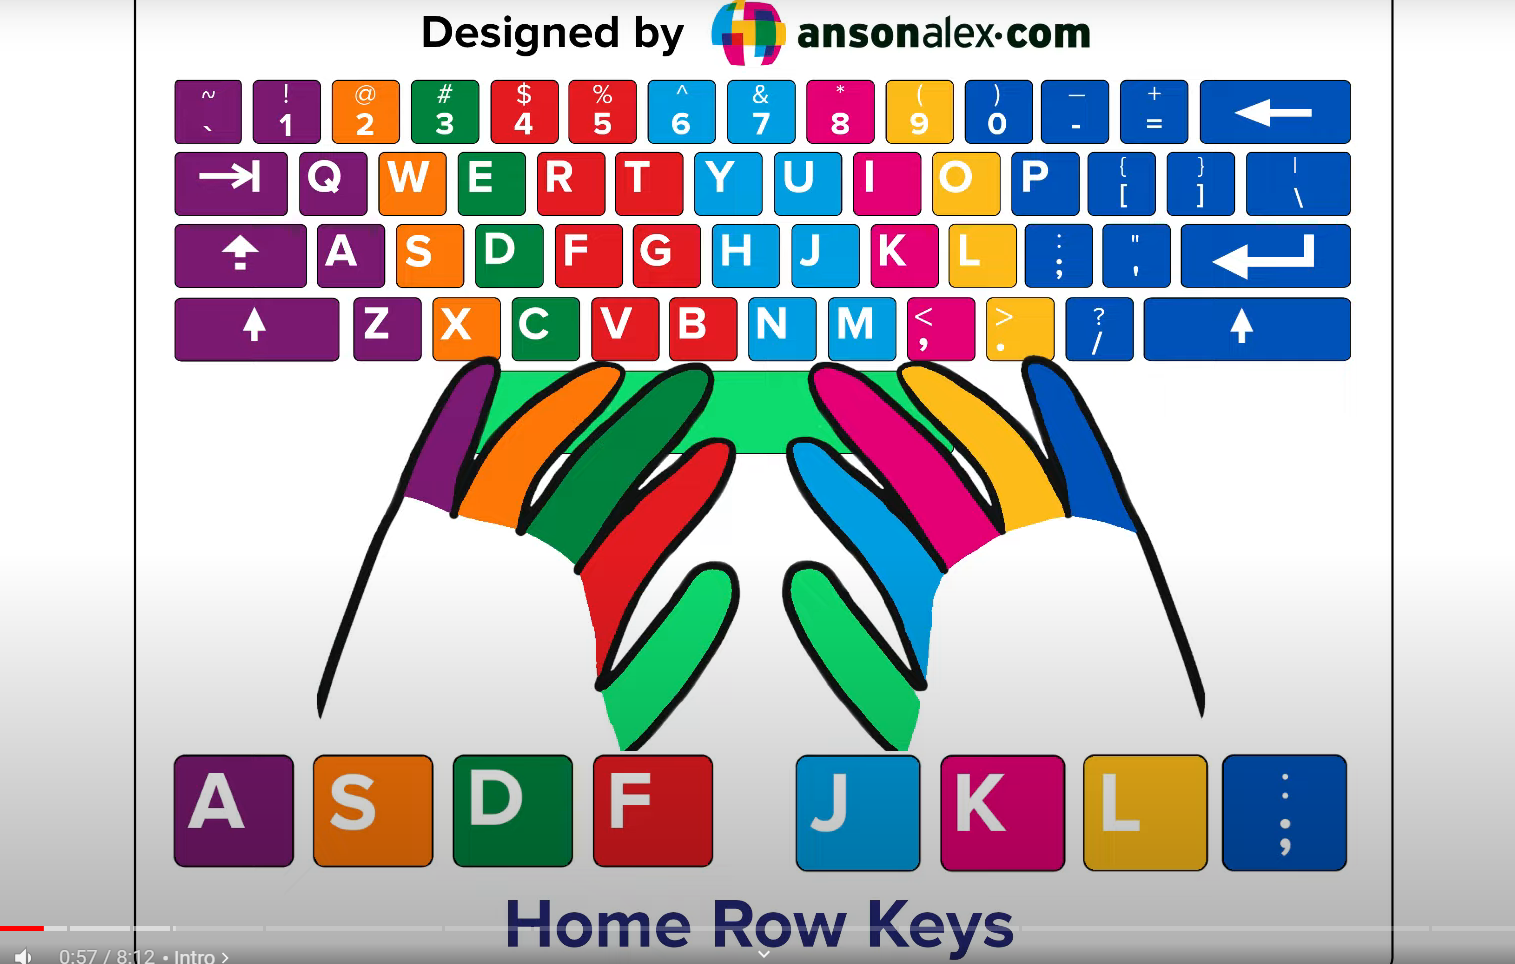 Designed by ansonalex.com
~ ! @ # $ % ^ & * ( ) — +
` 1 2 3 4 5 6 7 8 9 0 - =
Q W E R T Y U I O P { } |
[ ] \
A S D F G H J K L : "
; '
Z X C V B N M < > ?
, . /
A S D F J K L :
;
Home Row Keys
0:57 / 8:12 • Intro >